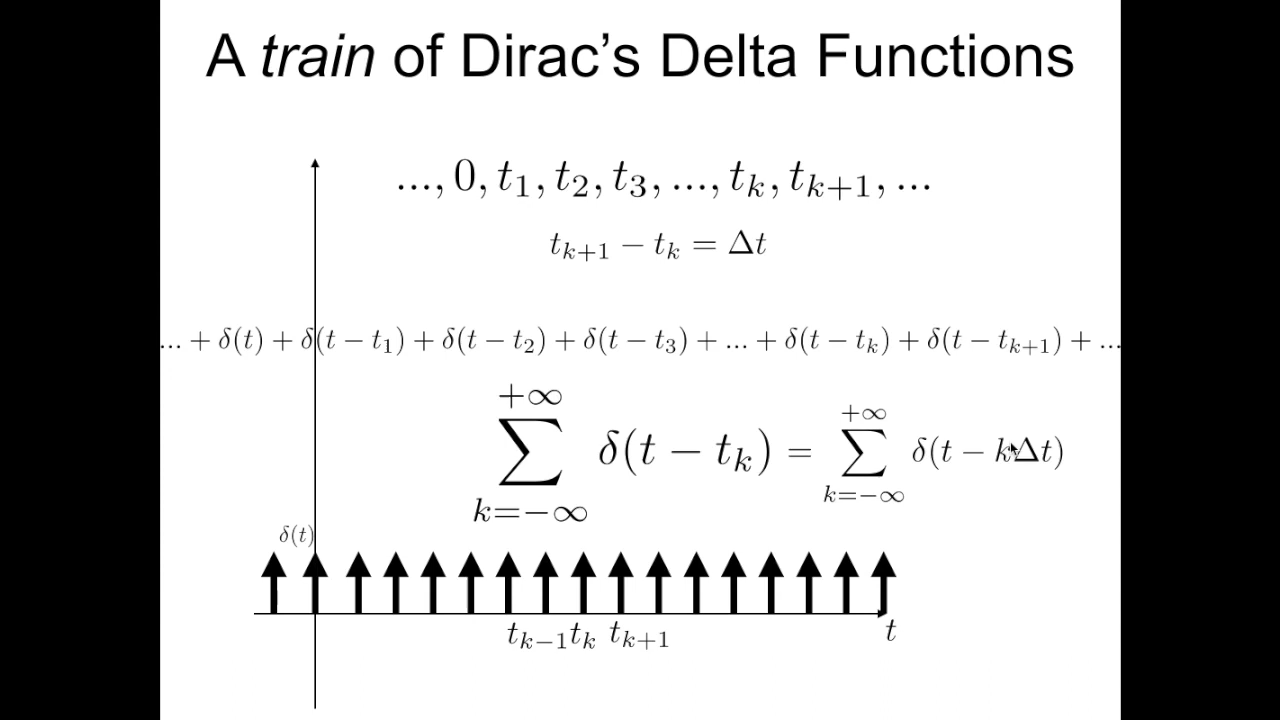 A train of Dirac's Delta Functions
..., 0, t₁, t₂, t₃, ..., tₖ, tₖ₊₁, ...
tₖ₊₁ − tₖ = Δt
... + δ(t) + δ(t − t₁) + δ(t − t₂) + δ(t − t₃) + ... + δ(t − tₖ) + δ(t − tₖ₊₁) + ...
∑_{k=−∞}^{+∞} δ(t − tₖ) = ∑_{k=−∞}^{+∞} δ(t − kΔt)
δ(t)
tₖ₋₁ tₖ tₖ₊₁ t